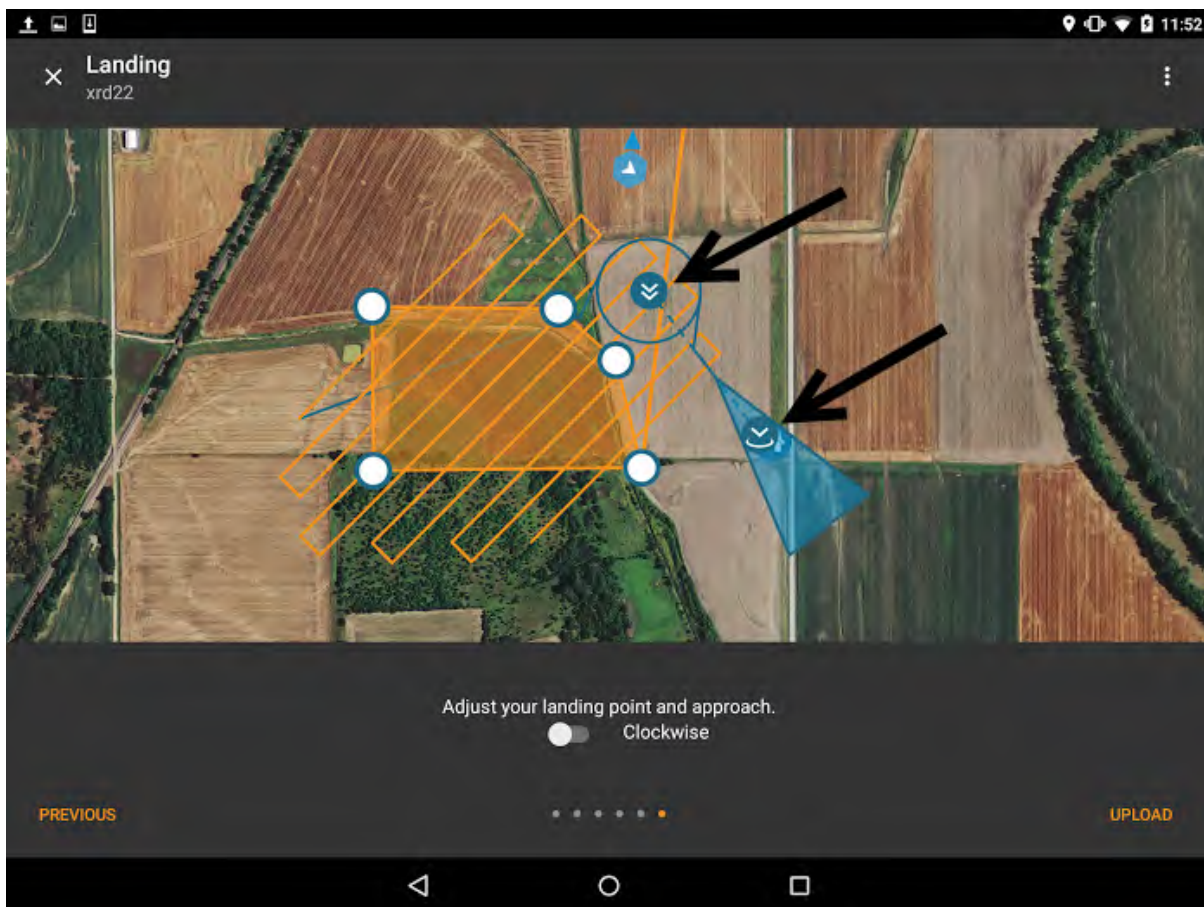 11:52
Landing
xrd22
Adjust your landing point and approach.
Clockwise
PREVIOUS
UPLOAD